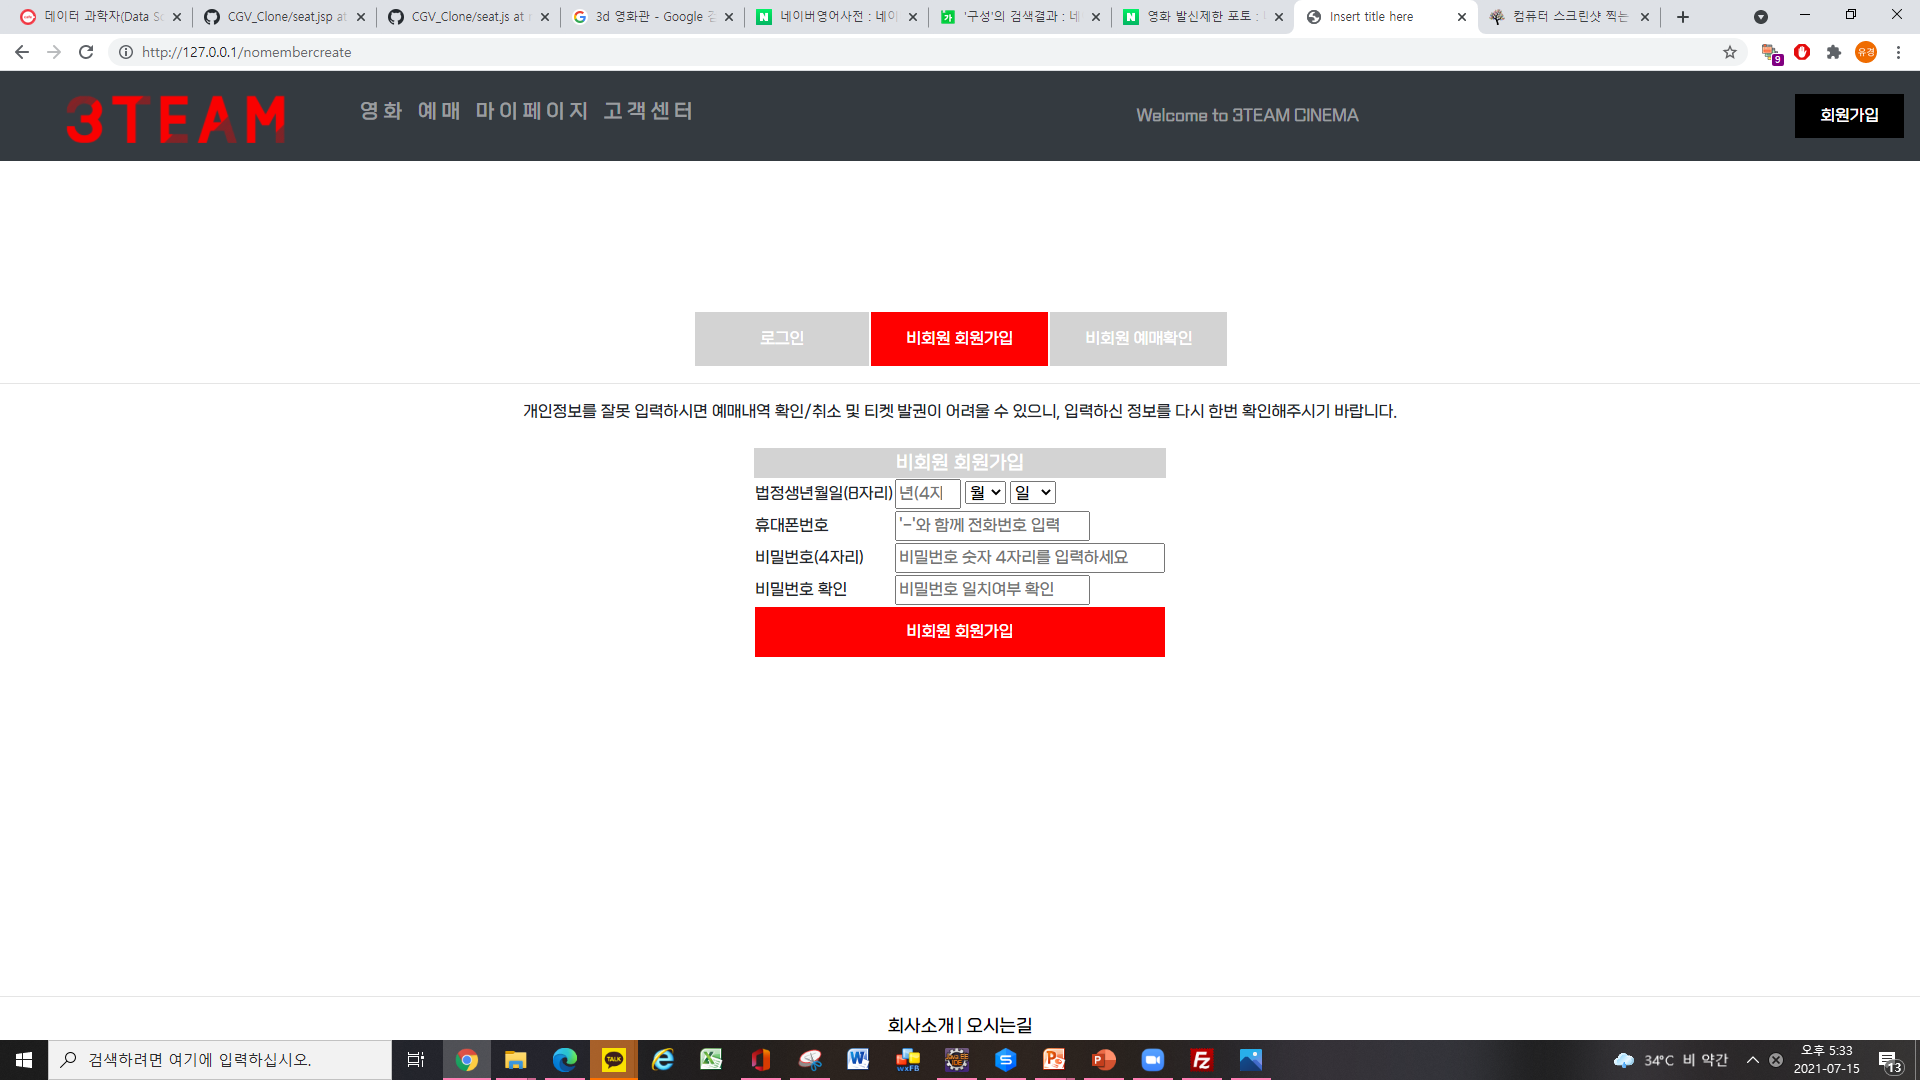 데이터 과학자(Data Sc
CGV_Clone/seat.jsp at
CGV_Clone/seat.js at
3d 영화관 - Google
네이버영어사전 : 네이
'구성'의 검색결과 : 네
영화 발신제한 포토 :
Insert title here
컴퓨터 스크린샷 찍는
http://127.0.0.1/nomembercreate
9
유경
3TEAM
영화 예매 마이페이지 고객센터
Welcome to 3TEAM CINEMA
회원가입
로그인
비회원 회원가입
비회원 예매확인
개인정보를 잘못 입력하시면 예매내역 확인/취소 및 티켓 발권이 어려울 수 있으니, 입력하신 정보를 다시 한번 확인해주시기 바랍니다.
비회원 회원가입
법정생년월일(8자리) 년(4지 월 일
휴대폰번호 '-'와 함께 전화번호 입력
비밀번호(4자리) 비밀번호 숫자 4자리를 입력하세요
비밀번호 확인 비밀번호 일치여부 확인
비회원 회원가입
회사소개 | 오시는길
검색하려면 여기에 입력하십시오.
TALK
wxFB
34°C 비 약간
오후 5:33
2021-07-15
13